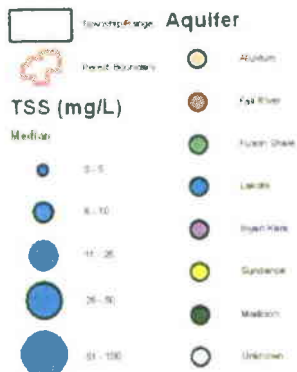 Township/Range
Forest Boundary
TSS (mg/L)
Median
0 - 5
6 - 10
11 - 25
26 - 50
51 - 100
Aquifer
Alluvium
Fall River
Fuson Shale
Lakota
Inyan Kara
Sundance
Madison
Unknown